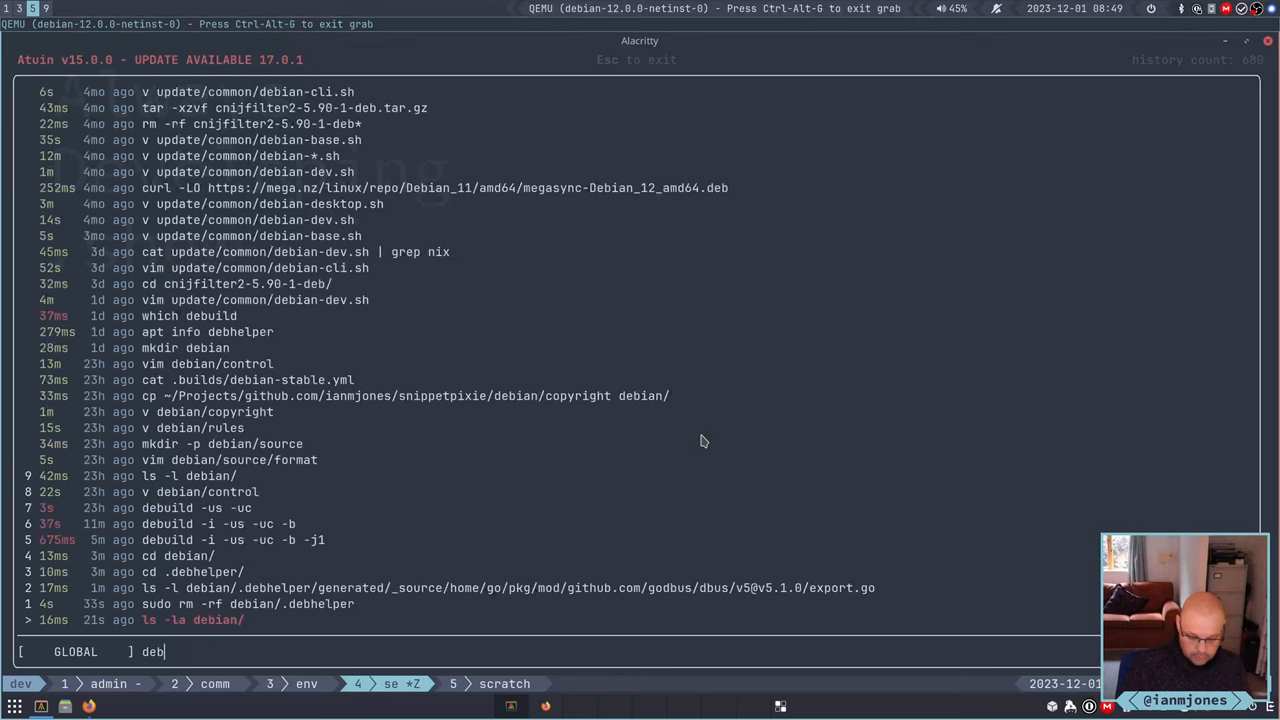 1 3 5 9
QEMU (debian-12.0.0-netinst-0) - Press Ctrl-Alt-G to exit grab
45%
2023-12-01 08:49
QEMU (debian-12.0.0-netinst-0) - Press Ctrl-Alt-G to exit grab
Alacritty
Atuin v15.0.0 - UPDATE AVAILABLE 17.0.1
Esc to exit
history count: 680
6s 4mo ago v update/common/debian-cli.sh
43ms 4mo ago tar -xzvf cnijfilter2-5.90-1-deb.tar.gz
22ms 4mo ago rm -rf cnijfilter2-5.90-1-deb*
35s 4mo ago v update/common/debian-base.sh
12m 4mo ago v update/common/debian-*.sh
1m 4mo ago v update/common/debian-dev.sh
252ms 4mo ago curl -LO https://mega.nz/linux/repo/Debian_11/amd64/megasync-Debian_12_amd64.deb
3m 4mo ago v update/common/debian-desktop.sh
14s 4mo ago v update/common/debian-dev.sh
5s 3mo ago v update/common/debian-base.sh
45ms 3d ago cat update/common/debian-dev.sh | grep nix
52s 3d ago vim update/common/debian-cli.sh
32ms 3d ago cd cnijfilter2-5.90-1-deb/
4m 1d ago vim update/common/debian-dev.sh
37ms 1d ago which debuild
279ms 1d ago apt info debhelper
28ms 1d ago mkdir debian
13m 23h ago vim debian/control
73ms 23h ago cat .builds/debian-stable.yml
33ms 23h ago cp ~/Projects/github.com/ianmjones/snippetpixie/debian/copyright debian/
1m 23h ago v debian/copyright
15s 23h ago v debian/rules
34ms 23h ago mkdir -p debian/source
5s 23h ago vim debian/source/format
9 42ms 23h ago ls -l debian/
8 22s 23h ago v debian/control
7 3s 23h ago debuild -us -uc
6 37s 11m ago debuild -i -us -uc -b
5 675ms 5m ago debuild -i -us -uc -b -j1
4 13ms 3m ago cd debian/
3 10ms 3m ago cd .debhelper/
2 17ms 1m ago ls -l debian/.debhelper/generated/_source/home/go/pkg/mod/github.com/godbus/dbus/v5@v5.1.0/export.go
1 4s 33s ago sudo rm -rf debian/.debhelper
> 16ms 21s ago ls -la debian/
[ GLOBAL ] deb
dev 1 admin - 2 comm 3 env 4 se *Z 5 scratch
2023-12-01
@ianmjones